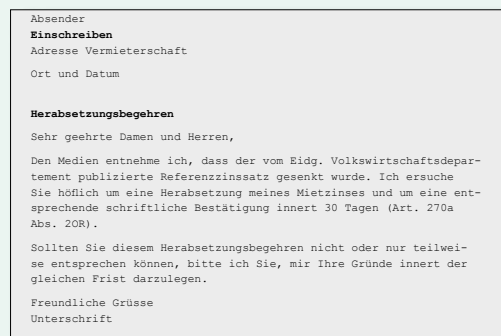 Absender
Einschreiben
Adresse Vermieterschaft
Ort und Datum
Herabsetzungsbegehren
Sehr geehrte Damen und Herren,
Den Medien entnehme ich, dass der vom Eidg. Volkswirtschaftsdepar-
tement publizierte Referenzzinssatz gesenkt wurde. Ich ersuche
Sie höflich um eine Herabsetzung meines Mietzinses und um eine ent-
sprechende schriftliche Bestätigung innert 30 Tagen (Art. 270a
Abs. 2OR).
Sollten Sie diesem Herabsetzungsbegehren nicht oder nur teilwei-
se entsprechen können, bitte ich Sie, mir Ihre Gründe innert der
gleichen Frist darzulegen.
Freundliche Grüsse
Unterschrift